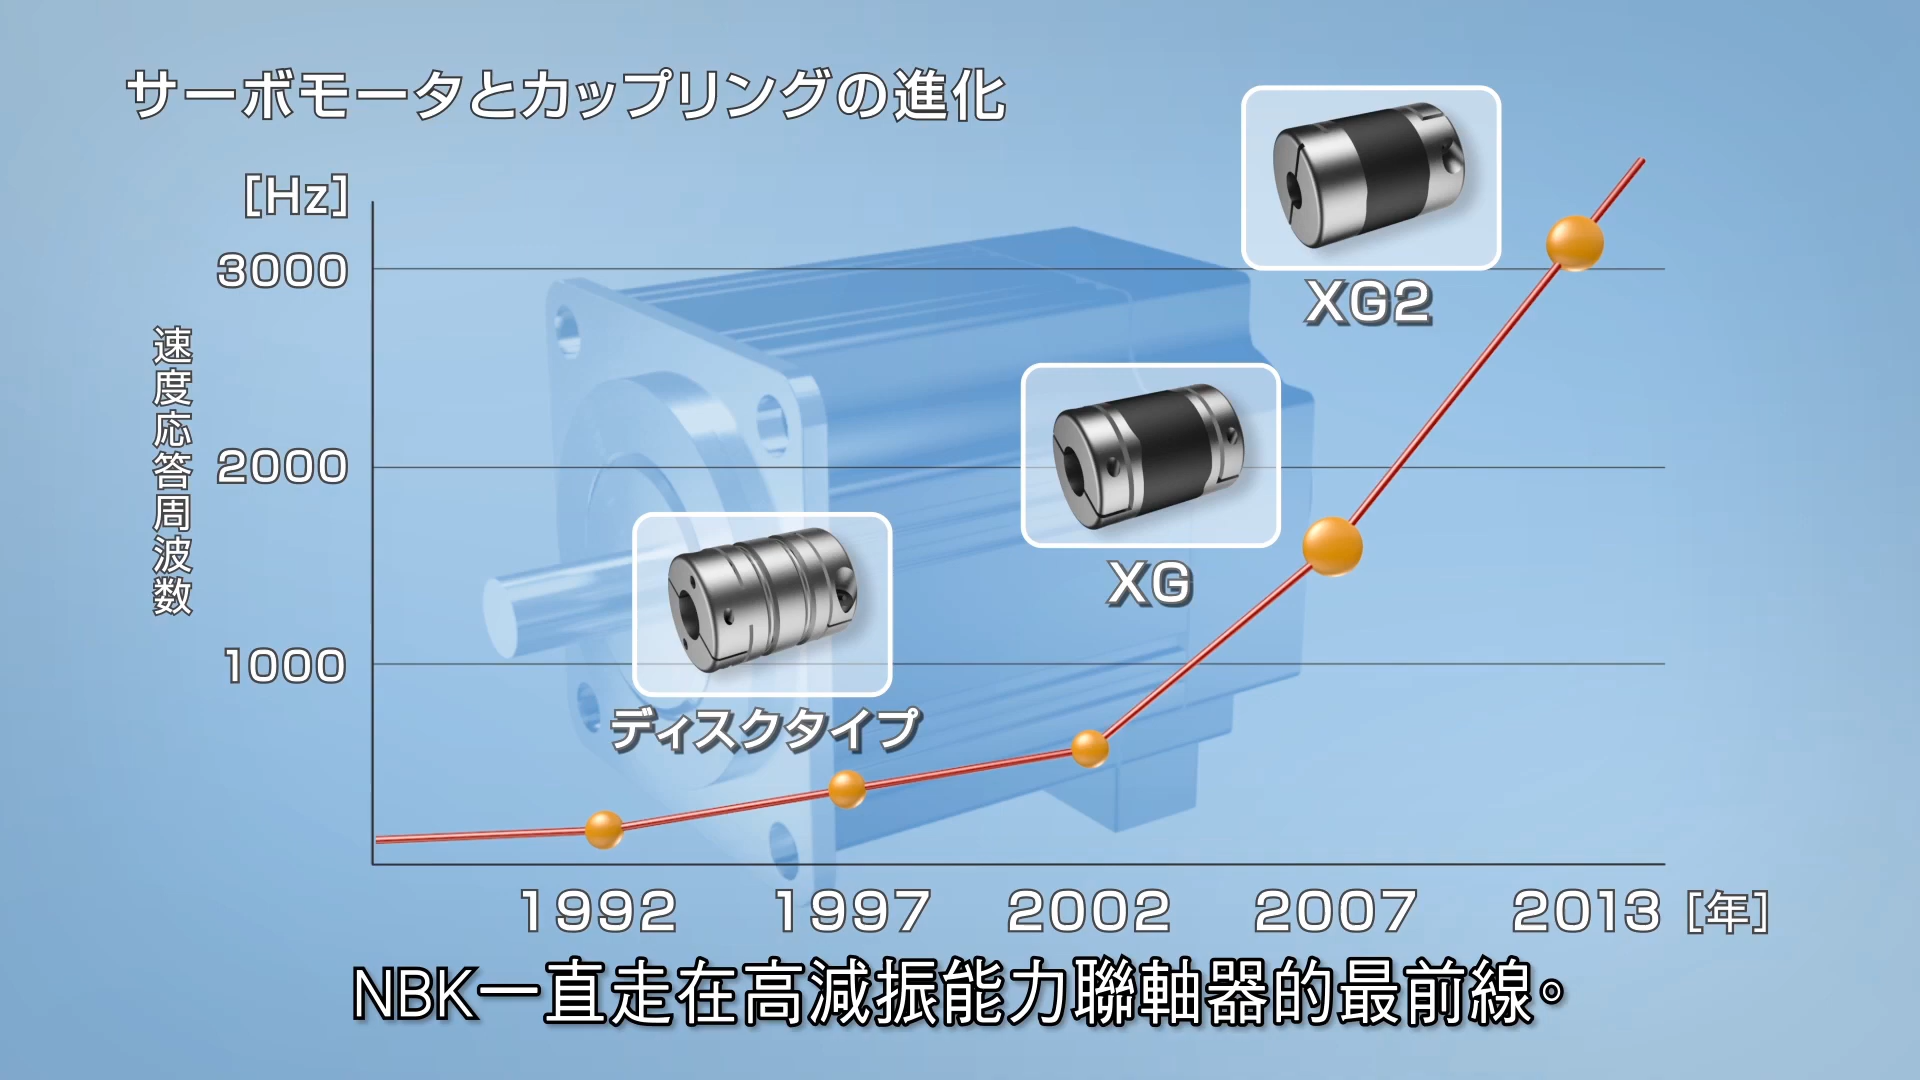 サーボモータとカップリングの進化
[Hz]
3000
2000
1000
速度応答周波数
XG2
XG
ディスクタイプ
1992 1997 2002 2007 2013 [年]
NBK一直走在高減振能力聯軸器的最前線。